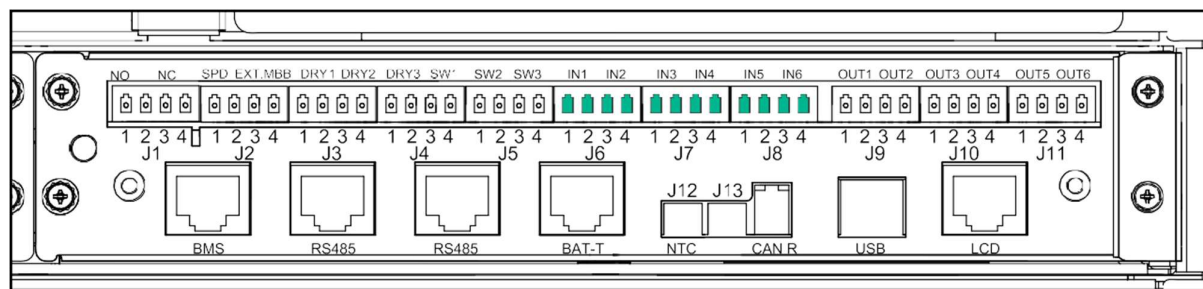 NO NC SPD EXT.MBB DRY1 DRY2 DRY3 SW1 SW2 SW3 IN1 IN2 IN3 IN4 IN5 IN6 OUT1 OUT2 OUT3 OUT4 OUT5 OUT6
1 2 3 4 1 2 3 4 1 2 3 4 1 2 3 4 1 2 3 4 1 2 3 4 1 2 3 4 1 2 3 4 1 2 3 4 1 2 3 4 1 2 3 4
J1 J2 J3 J4 J5 J6 J7 J8 J9 J10 J11
J12 J13
BMS RS485 RS485 BAT-T NTC CAN R USB LCD